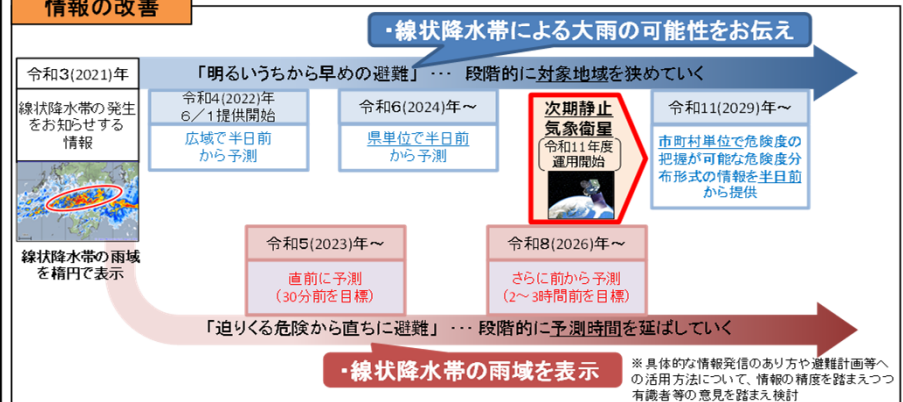 情報の改善
・線状降水帯による大雨の可能性をお伝え
令和3(2021)年
「明るいうちから早めの避難」 … 段階的に対象地域を狭めていく
線状降水帯の発生
をお知らせする
情報
令和4(2022)年
6／1提供開始
広域で半日前
から予測
令和6(2024)年～
県単位で半日前
から予測
次期静止
気象衛星
令和11年度
運用開始
令和11(2029)年～
市町村単位で危険度の
把握が可能な危険度分
布形式の情報を半日前
から提供
線状降水帯の雨域
を楕円で表示
令和5(2023)年～
直前に予測
(30分前を目標)
令和8(2026)年～
さらに前から予測
(2～3時間前を目標)
「迫りくる危険から直ちに避難」 … 段階的に予測時間を延ばしていく
・線状降水帯の雨域を表示
※具体的な情報発信のあり方や避難計画等へ
の活用方法について、情報の精度を踏まえつつ
有識者等の意見を踏まえ検討